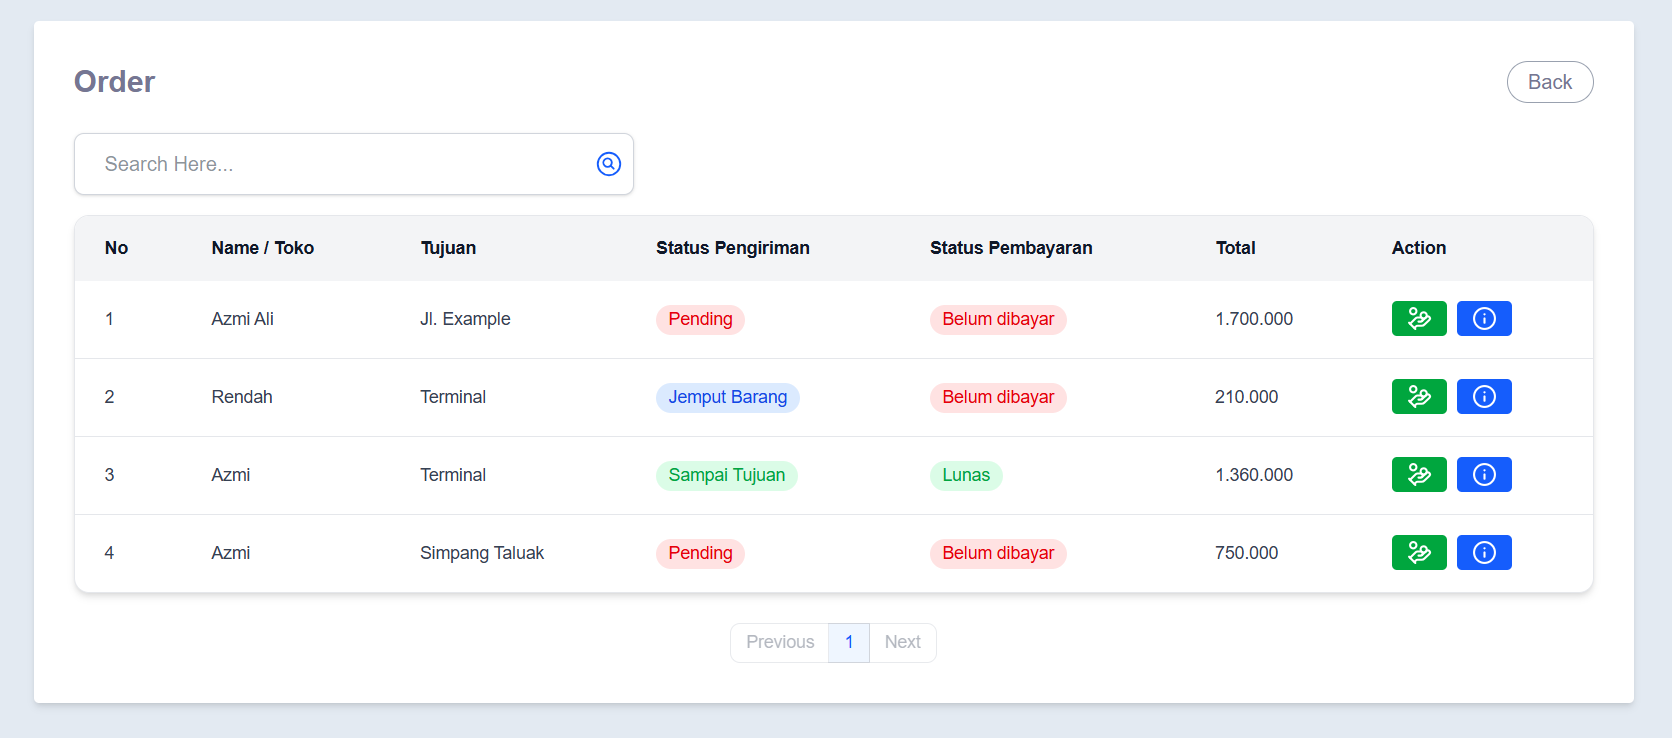 Order
Back
Search Here...
No Name / Toko Tujuan Status Pengiriman Status Pembayaran Total Action
1 Azmi Ali Jl. Example Pending Belum dibayar 1.700.000
2 Rendah Terminal Jemput Barang Belum dibayar 210.000
3 Azmi Terminal Sampai Tujuan Lunas 1.360.000
4 Azmi Simpang Taluak Pending Belum dibayar 750.000
Previous 1 Next